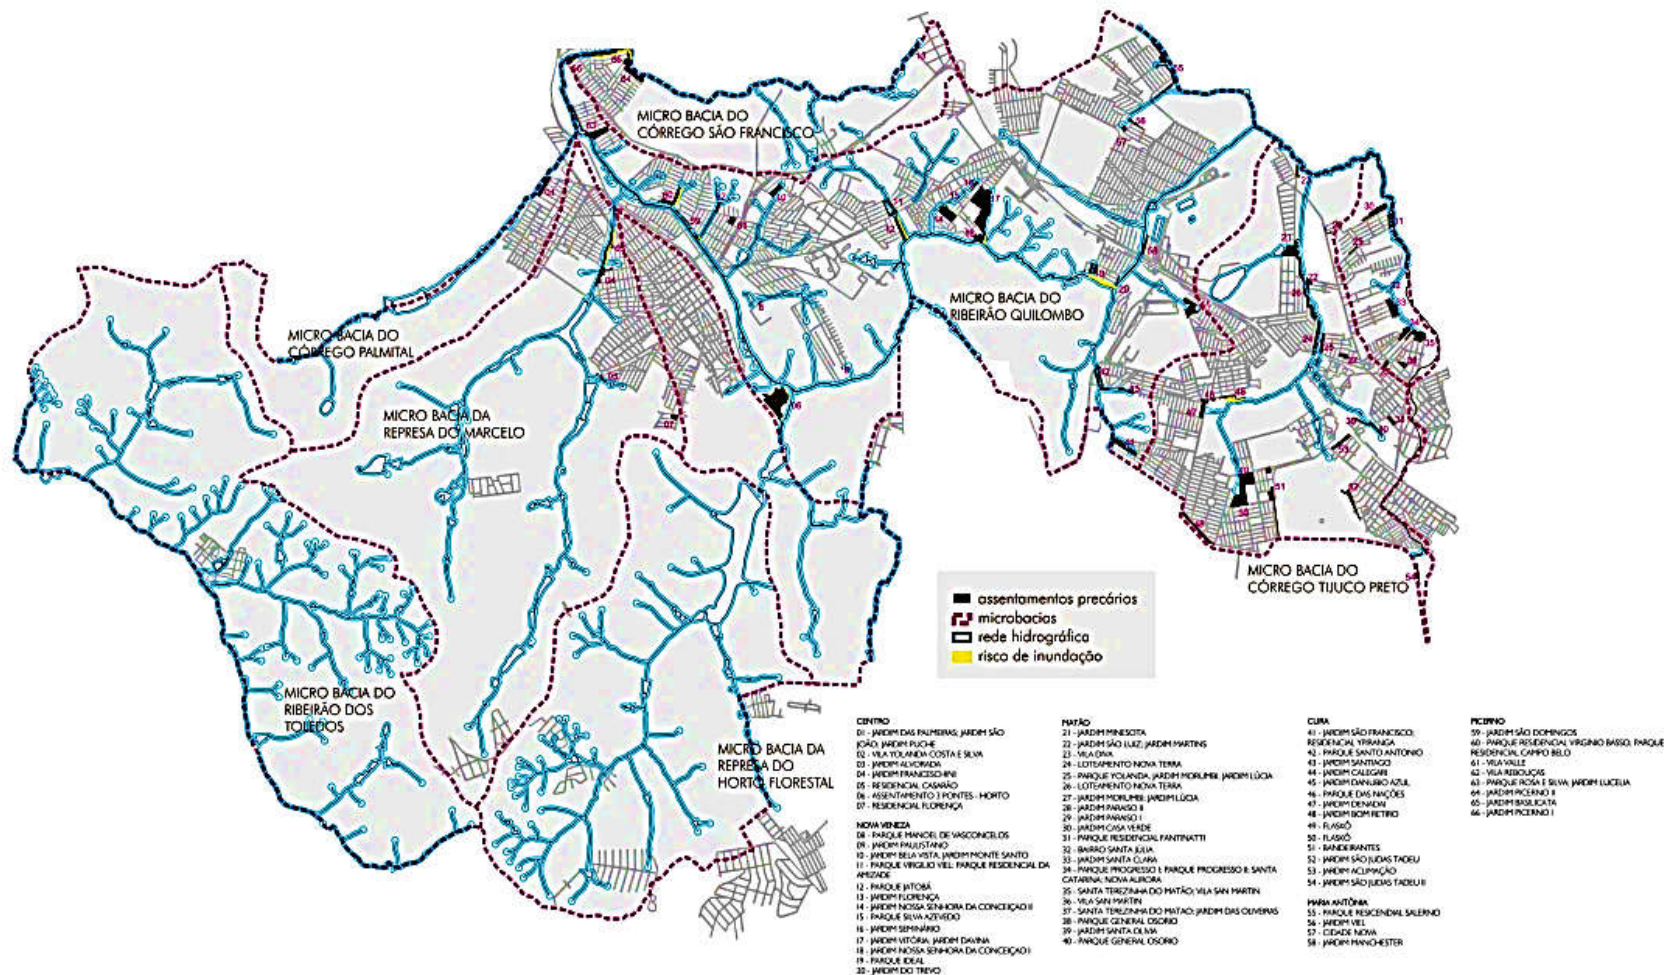 MICRO BACIA DO
CÓRREGO SÃO FRANCISCO
MICRO BACIA DO
CÓRREGO PALMITAL
MICRO BACIA DA
REPRESA DO MARCELO
MICRO BACIA DO
RIBEIRÃO QUILOMBO
MICRO BACIA DO
CÓRREGO TIJUCO PRETO
MICRO BACIA DO
RIBEIRÃO DOS
TOLEDOS
MICRO BACIA DA
REPRESA DO
HORTO FLORESTAL
assentamentos precários
microbacias
rede hidrográfica
risco de inundação
CENTRO
01 - JARDIM DAS PALMEIRAS; JARDIM SÃO
JOÃO; JARDIM PUCHE
02 - VILA YOLANDA COSTA E SILVA
03 - JARDIM ALVORADA
04 - JARDIM FRANCESCHINI
05 - RESIDENCIAL CASARÃO
06 - ASSENTAMENTO 3 PONTES - HORTO
07 - RESIDENCIAL FLORENÇA
NOVA VENEZA
08 - PARQUE MANOEL DE VASCONCELOS
09 - JARDIM PAULISTANO
10 - JARDIM BELA VISTA; JARDIM MONTE SANTO
11 - PARQUE VIRGILIO VIEL; PARQUE RESIDENCIAL DA
AMIZADE
12 - PARQUE JATOBÁ
13 - JARDIM FLORENÇA
14 - JARDIM NOSSA SENHORA DA CONCEIÇAO II
15 - PARQUE SILVA AZEVEDO
16 - JARDIM SEMINÁRIO
17 - JARDIM VITÓRIA; JARDIM DAVINA
18 - JARDIM NOSSA SENHORA DA CONCEIÇAO I
19 - PARQUE IDEAL
20 - JARDIM DO TREVO
MATÃO
21 - JARDIM MINESOTA
22 - JARDIM SÃO LUIZ; JARDIM MARTINS
23 - VILA DIVA
24 - LOTEAMENTO NOVA TERRA
25 - PARQUE YOLANDA; JARDIM MORUMBI; JARDIM LÚCIA
26 - LOTEAMENTO NOVA TERRA
27 - JARDIM MORUMBI; JARDIM LÚCIA
28 - JARDIM PARAISO II
29 - JARDIM PARAISO I
30 - JARDIM CASA VERDE
31 - PARQUE RESIDENCIAL FANTINATTI
32 - BAIRRO SANTA JÚLIA
33 - JARDIM SANTA CLARA
34 - PARQUE PROGRESSO I; PARQUE PROGRESSO II; SANTA
CATARINA; NOVA AURORA
35 - SANTA TEREZINHA DO MATÃO; VILA SAN MARTIN
36 - VILA SAN MARTIN
37 - SANTA TEREZINHA DO MATAO; JARDIM DAS OLIVEIRAS
38 - PARQUE GENERAL OSORIO
39 - JARDIM SANTA OLIVIA
40 - PARQUE GENERAL OSORIO
CURA
41 - JARDIM SÃO FRANCISCO;
RESIDENCIAL YPIRANGA
42 - PARQUE SANTO ANTONIO
43 - JARDIM SANTIAGO
44 - JARDIM CALEGARI
45 - JARDIM DANUBIO AZUL
46 - PARQUE DAS NAÇÕES
47 - JARDIM DENADAI
48 - JARDIM BOM RETIRO
49 - FLASKÔ
50 - FLASKÔ
51 - BANDEIRANTES
52 - JARDIM SÃO JUDAS TADEU
53 - JARDIM ACLIMAÇÃO
54 - JARDIM SÃO JUDAS TADEU II
MARIA ANTÔNIA
55 - PARQUE RESICENDIAL SALERNO
56 - JARDIM VIEL
57 - CIDADE NOVA
58 - JARDIM MANCHESTER
PICERNO
59 - JARDIM SÃO DOMINGOS
60 - PARQUE RESIDENCIAL VIRGINIO BASSO; PARQUE
RESIDENCIAL CAMPO BELO
61 - VILA VALLE
62 - VILA REBOUÇAS
63 - PARQUE ROSA E SILVA; JARDIM LUCELIA
64 - JARDIM PICERNO II
65 - JARDIM BASILICATA
66 - JARDIM PICERNO I